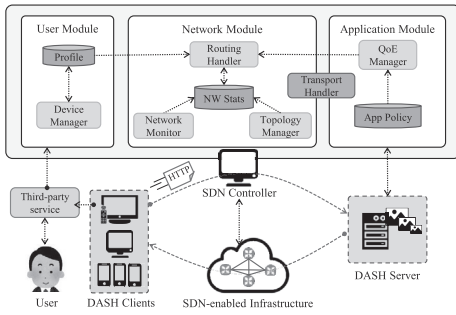 User Module
Network Module
Application Module
Profile
Routing
Handler
QoE
Manager
Transport
Handler
Device
Manager
NW Stats
Network
Monitor
Topology
Manager
App Policy
HTTP
SDN Controller
Third-party
service
User
DASH Clients
SDN-enabled Infrastructure
DASH Server